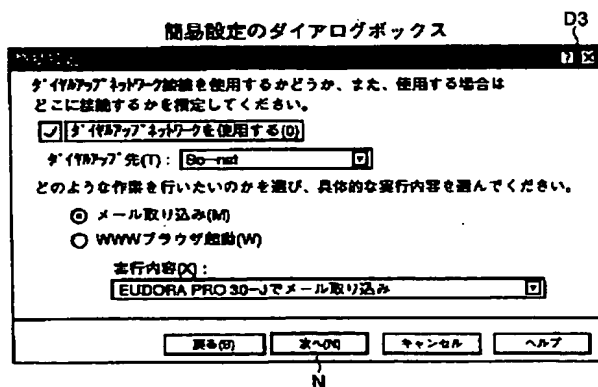 簡易設定のダイアログボックス
D3
ﾀﾞｲﾔﾙｱｯﾌﾟﾈｯﾄﾜｰｸ接続を使用するかどうか、また、使用する場合は
どこに接続するかを指定してください。
ﾀﾞｲﾔﾙｱｯﾌﾟﾈｯﾄﾜｰｸを使用する(D)
ﾀﾞｲﾔﾙｱｯﾌﾟ先(T): So-net
どのような作業を行いたいのかを選び、具体的な実行内容を選んでください。
メール取り込み(M)
WWWブラウザ起動(W)
実行内容(X):
EUDORA PRO 3.0-Jでメール取り込み
戻る(B) 次へ(N) キャンセル ヘルプ
N